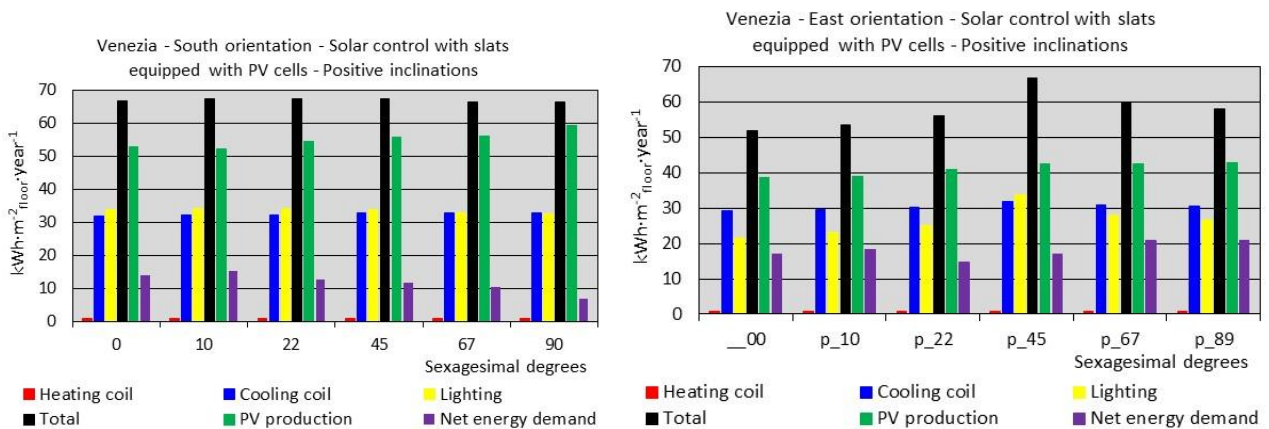 Venezia - South orientation - Solar control with slats
equipped with PV cells - Positive inclinations
kWh·m⁻²floor·year⁻¹
70
60
50
40
30
20
10
0
0 10 22 45 67 90
Sexagesimal degrees
Heating coil Cooling coil Lighting
Total PV production Net energy demand
Venezia - East orientation - Solar control with slats
equipped with PV cells - Positive inclinations
kWh·m⁻²floor·year⁻¹
70
60
50
40
30
20
10
0
__00 p_10 p_22 p_45 p_67 p_89
Sexagesimal degrees
Heating coil Cooling coil Lighting
Total PV production Net energy demand